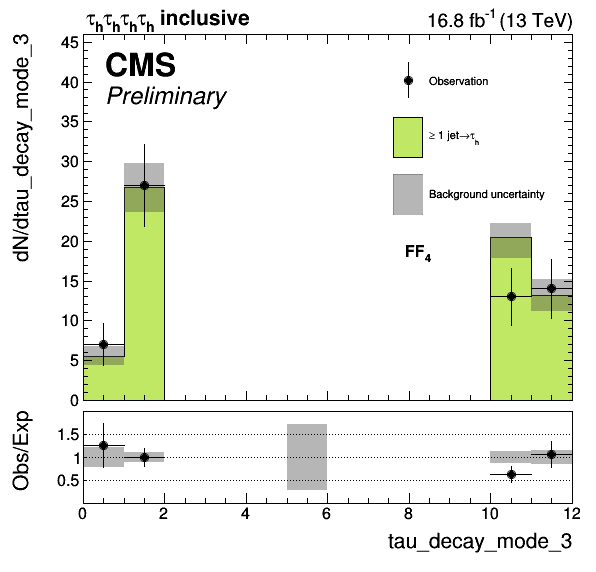 τhτhτhτh inclusive 16.8 fb-1 (13 TeV)
CMS
Preliminary
Observation
≥ 1 jet→τh
Background uncertainty
FF4
dN/dtau_decay_mode_3
45
40
35
30
25
20
15
10
5
0
Obs/Exp
1.5
1
0.5
0 2 4 6 8 10 12
tau_decay_mode_3